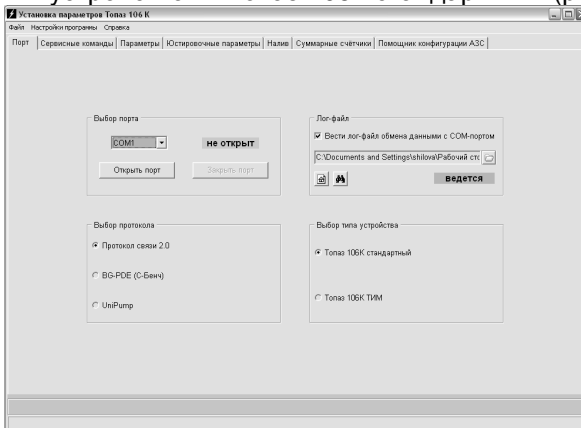 Установка параметров Топаз 106 К
Файл Настройки программы Справка
Порт Сервисные команды Параметры Юстировочные параметры Налив Суммарные счётчики Помощник конфигурации АЗС
Выбор порта
COM1
не открыт
Открыть порт
Закрыть порт
Лог-файл
Вести лог-файл обмена данными с COM-портом
C:\Documents and Settings\shilova\Рабочий сто
ведется
Выбор протокола
Протокол связи 2.0
BG-PDE (С-Бенч)
UniPump
Выбор типа устройства
Топаз 106К стандартный
Топаз 106К ТИМ